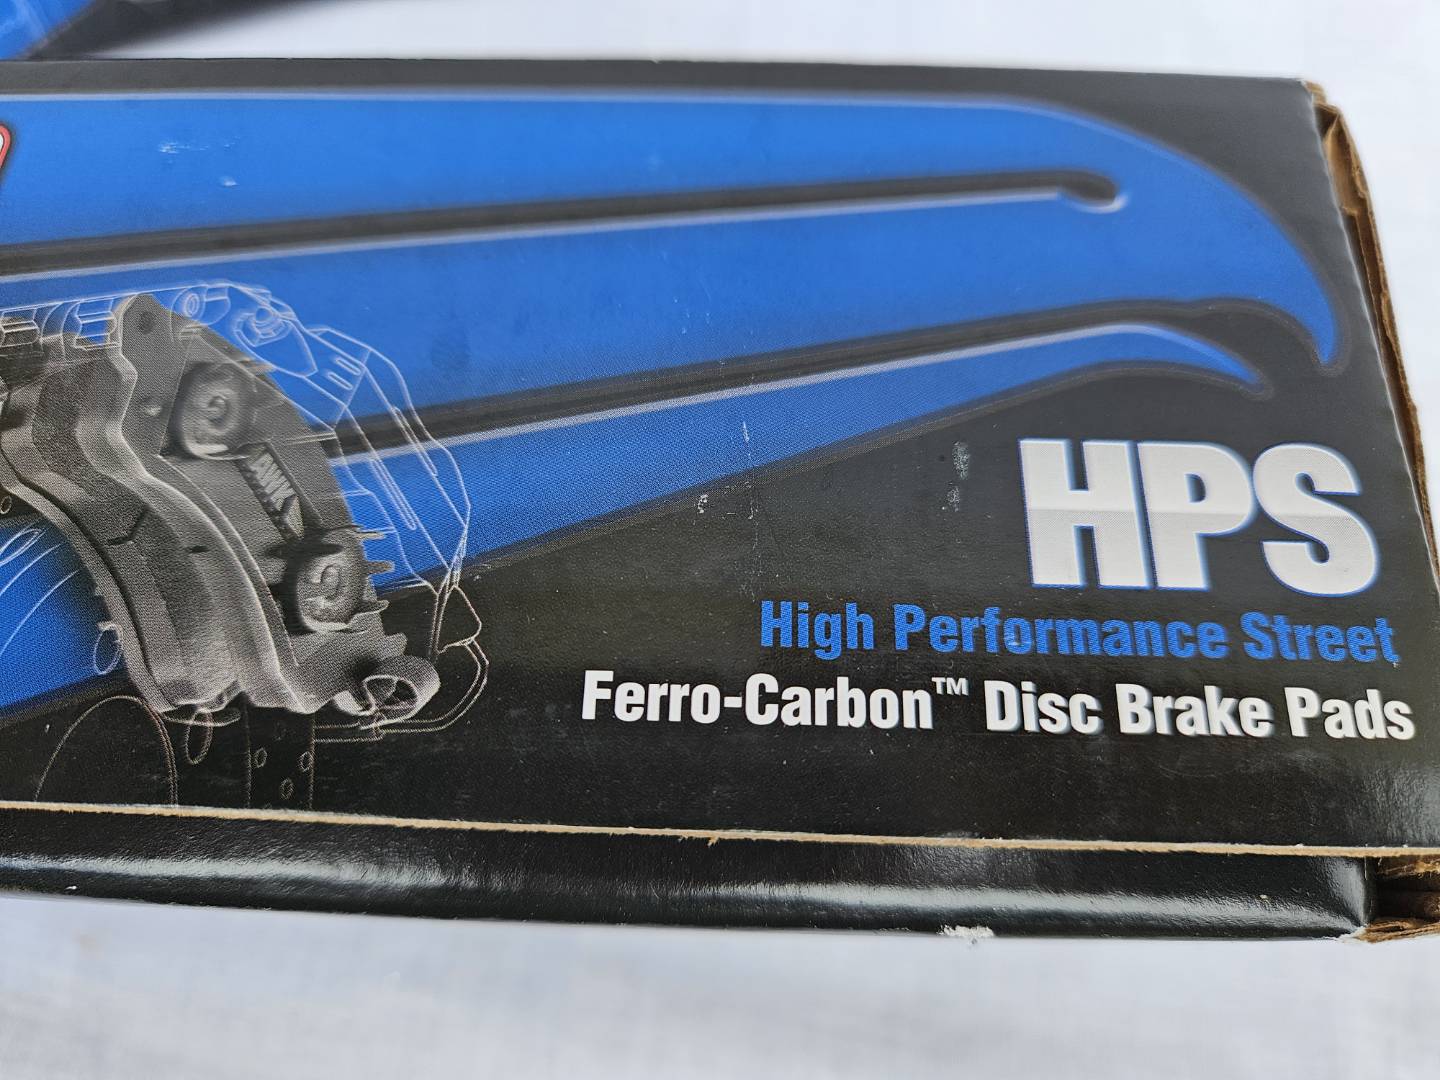 HPS
High Performance Street
Ferro-Carbon™ Disc Brake Pads